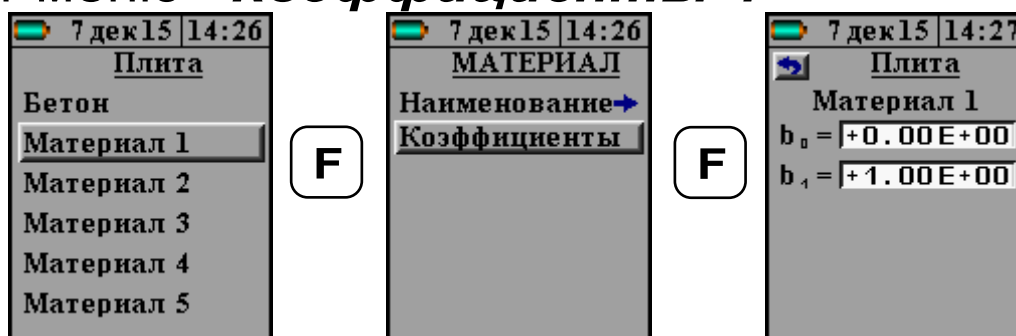 меню «Коэффициенты».
7 дек15 14:26
Плита
Бетон
Материал 1
Материал 2
Материал 3
Материал 4
Материал 5
F
7 дек15 14:26
МАТЕРИАЛ
Наименование
Коэффициенты
F
7 дек15 14:27
Плита
Материал 1
b₀ = +0.00E+00
b₁ = +1.00E+00